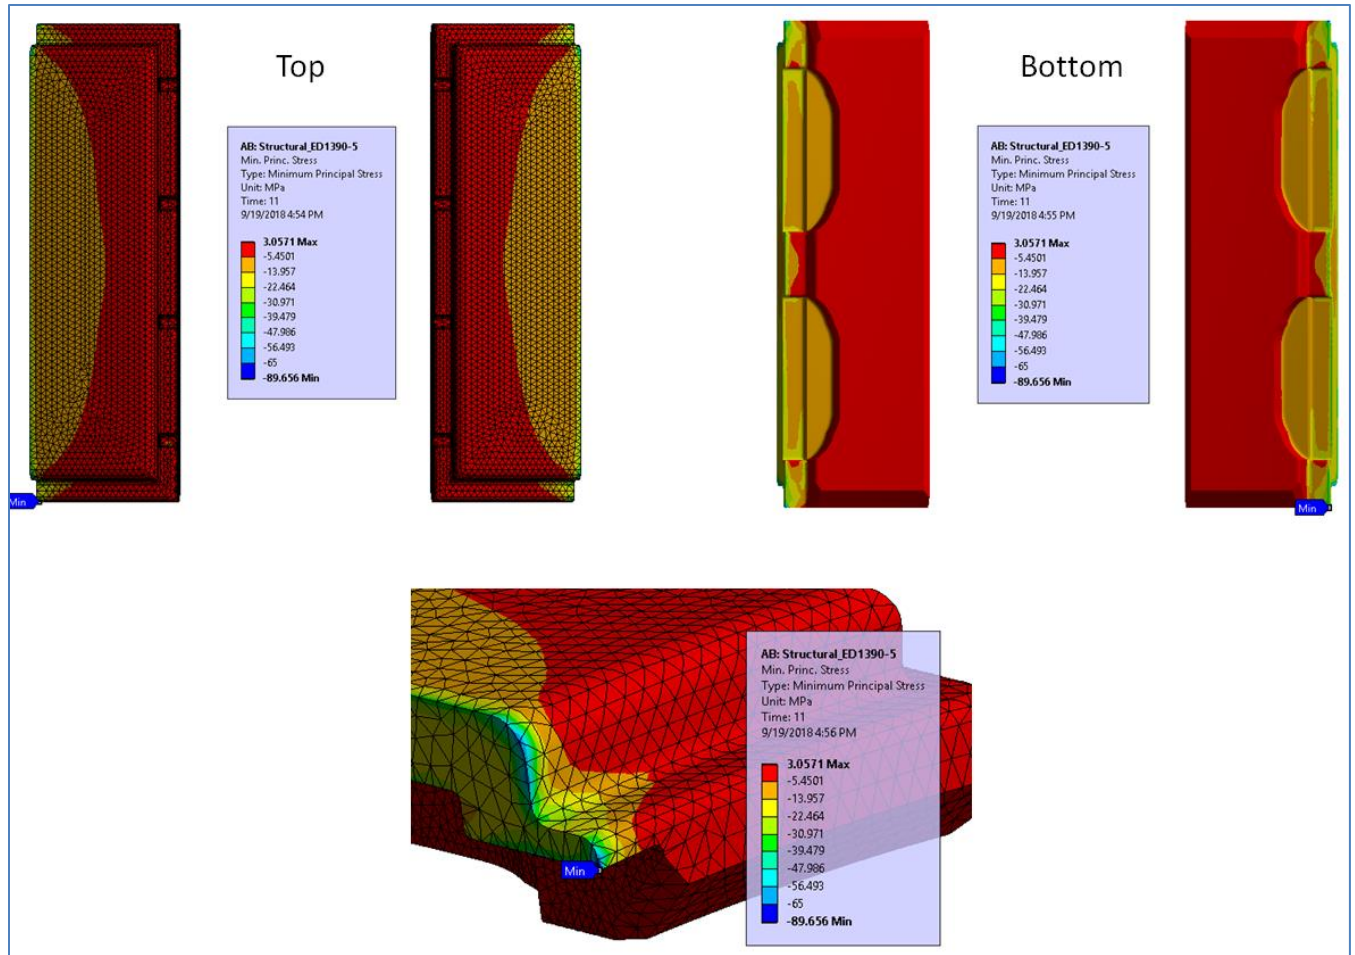 Top
Bottom
AB: Structural_ED1390-5
Min. Princ. Stress
Type: Minimum Principal Stress
Unit: MPa
Time: 11
9/19/2018 4:54 PM
3.0571 Max
-5.4501
-13.957
-22.464
-30.971
-39.479
-47.986
-56.493
-65
-89.656 Min
Min
AB: Structural_ED1390-5
Min. Princ. Stress
Type: Minimum Principal Stress
Unit: MPa
Time: 11
9/19/2018 4:55 PM
3.0571 Max
-5.4501
-13.957
-22.464
-30.971
-39.479
-47.986
-56.493
-65
-89.656 Min
Min
AB: Structural_ED1390-5
Min. Princ. Stress
Type: Minimum Principal Stress
Unit: MPa
Time: 11
9/19/2018 4:56 PM
3.0571 Max
-5.4501
-13.957
-22.464
-30.971
-39.479
-47.986
-56.493
-65
-89.656 Min
Min